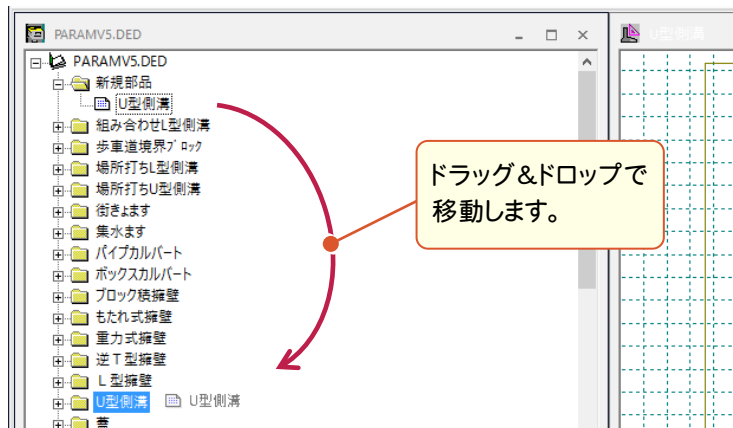 PARAMV5.DED
U型側溝
PARAMV5.DED
新規部品
U型側溝
組み合わせL型側溝
歩車道境界ブロック
場所打ちL型側溝
場所打ちU型側溝
街きょます
集水ます
パイプカルバート
ボックスカルバート
ブロック積擁壁
もたれ式擁壁
重力式擁壁
逆T型擁壁
L型擁壁
U型側溝 U型側溝
蓋
ドラッグ&ドロップで
移動します。